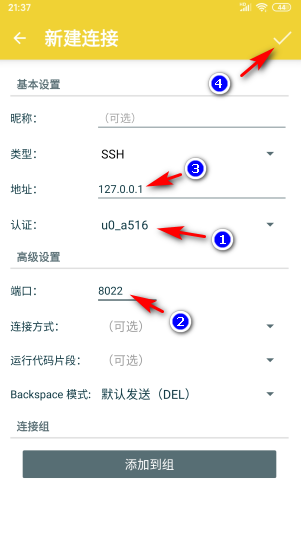 21:37 44
新建连接
4
基本设置
昵称: (可选)
类型: SSH
3
地址: 127.0.0.1
认证: u0_a516
1
高级设置
端口: 8022
2
连接方式: (可选)
运行代码片段: (可选)
Backspace 模式: 默认发送（DEL）
连接组
添加到组